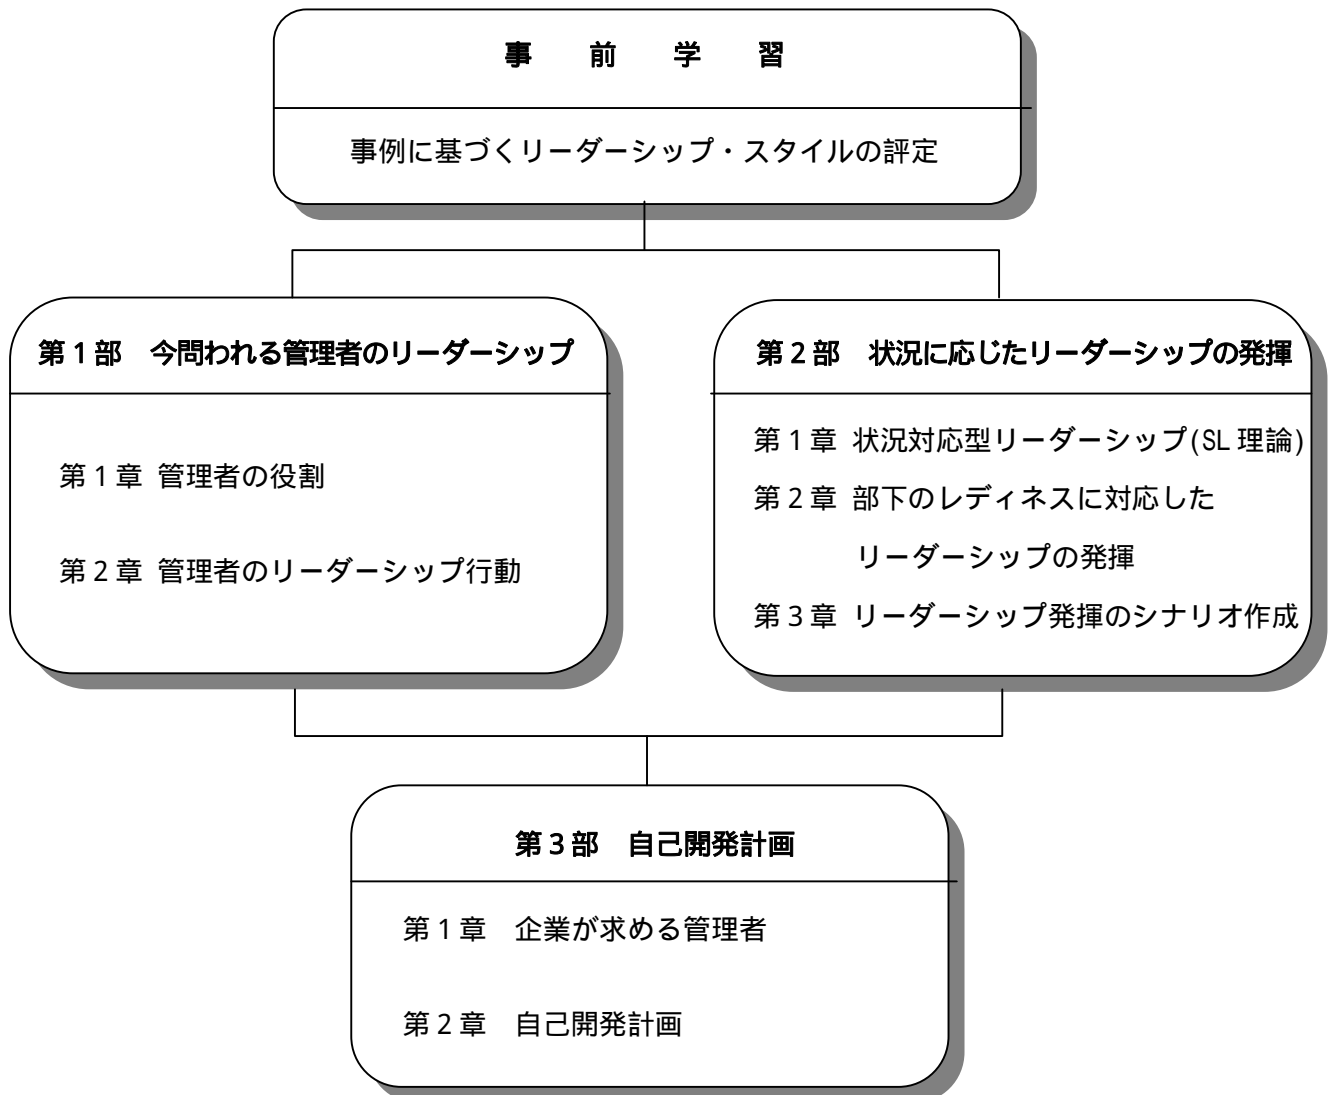 事　前　学　習
事例に基づくリーダーシップ・スタイルの評定
第１部　今問われる管理者のリーダーシップ
第１章 管理者の役割
第２章 管理者のリーダーシップ行動
第２部　状況に応じたリーダーシップの発揮
第１章 状況対応型リーダーシップ(SL 理論)
第２章 部下のレディネスに対応した
リーダーシップの発揮
第３章 リーダーシップ発揮のシナリオ作成
第３部　自己開発計画
第１章　企業が求める管理者
第２章　自己開発計画